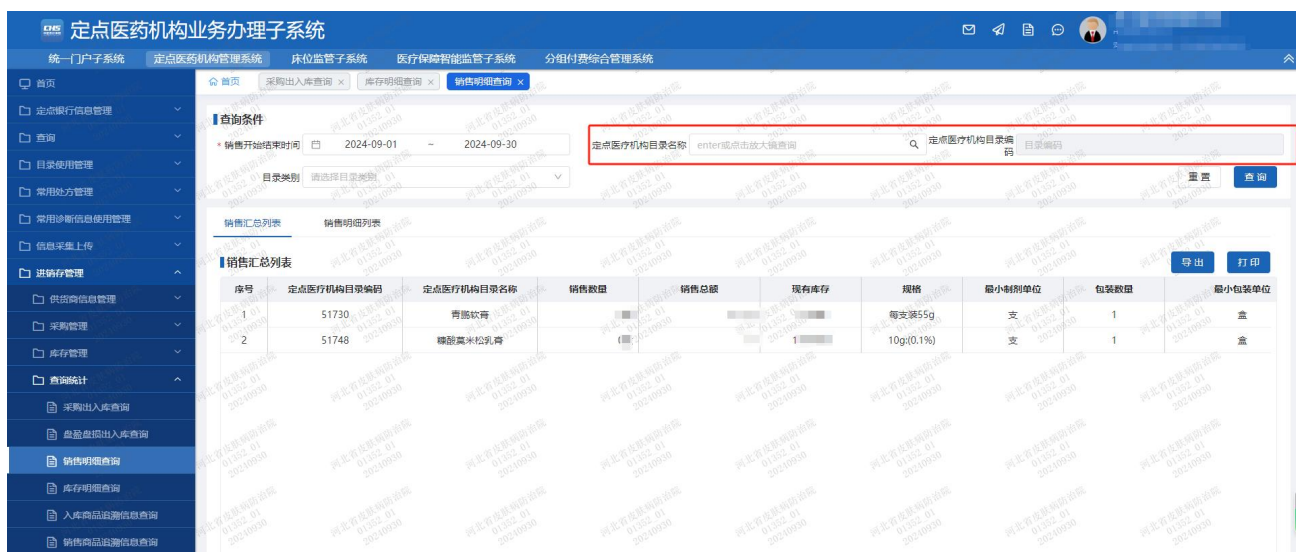 CHS 定点医药机构业务办理子系统
统一门户子系统 定点医药机构管理系统 床位监管子系统 医疗保障智能监管子系统 分组付费综合管理系统
首页
定点银行信息管理
查询
目录使用管理
常用处方管理
常用诊断信息使用管理
信息采集上传
进销存管理
供货商信息管理
采购管理
库存管理
查询统计
采购出入库查询
盘盈盘损出入库查询
销售明细查询
库存明细查询
入库商品追溯信息查询
销售商品追溯信息查询
首页 采购出入库查询 × 库存明细查询 × 销售明细查询 ×
查询条件
* 销售开始结束时间 2024-09-01 ~ 2024-09-30 定点医疗机构目录名称 enter或点击放大镜查询 定点医疗机构目录编码 目录编码
目录类别 请选择目录类别 重置 查询
销售汇总列表 销售明细列表
销售汇总列表 导出 打印
序号 定点医疗机构目录编码 定点医疗机构目录名称 销售数量 销售总额 现有库存 规格 最小制剂单位 包装数量 最小包装单位
1 51730 青鹏软膏 每支装55g 支 1 盒
2 51748 糠酸莫米松乳膏 1 10g:(0.1%) 支 1 盒
河北省皮肤病防治院
01352_01
20240930